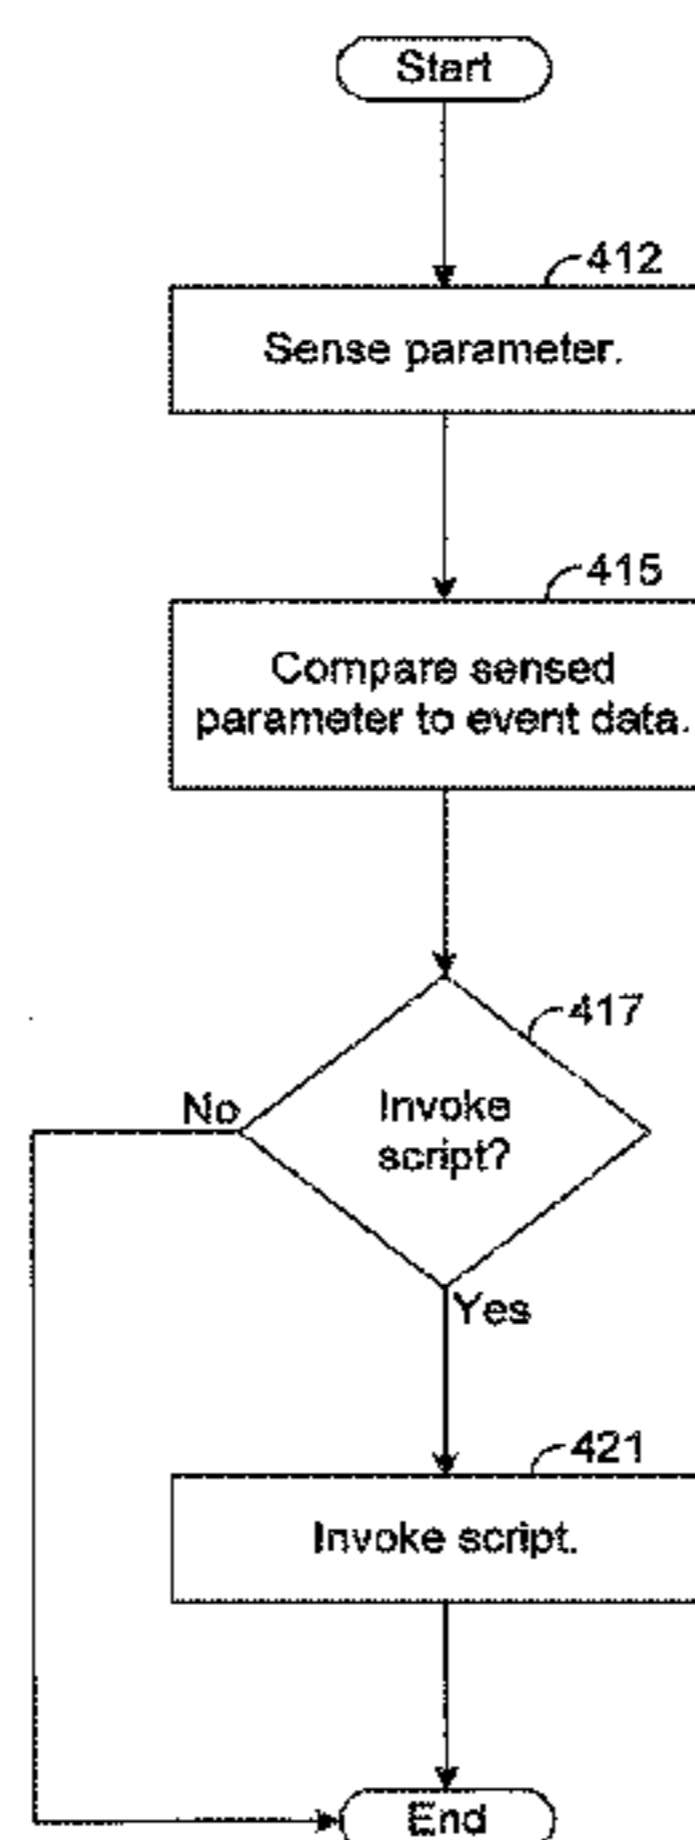 Start
412
Sense parameter.
415
Compare sensed
parameter to event data.
417
No
Invoke
script?
Yes
421
Invoke script.
End